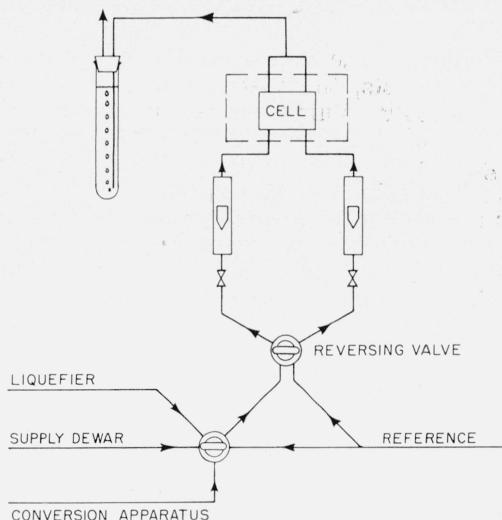 CELL
REVERSING VALVE
LIQUEFIER
SUPPLY DEWAR
REFERENCE
CONVERSION APPARATUS